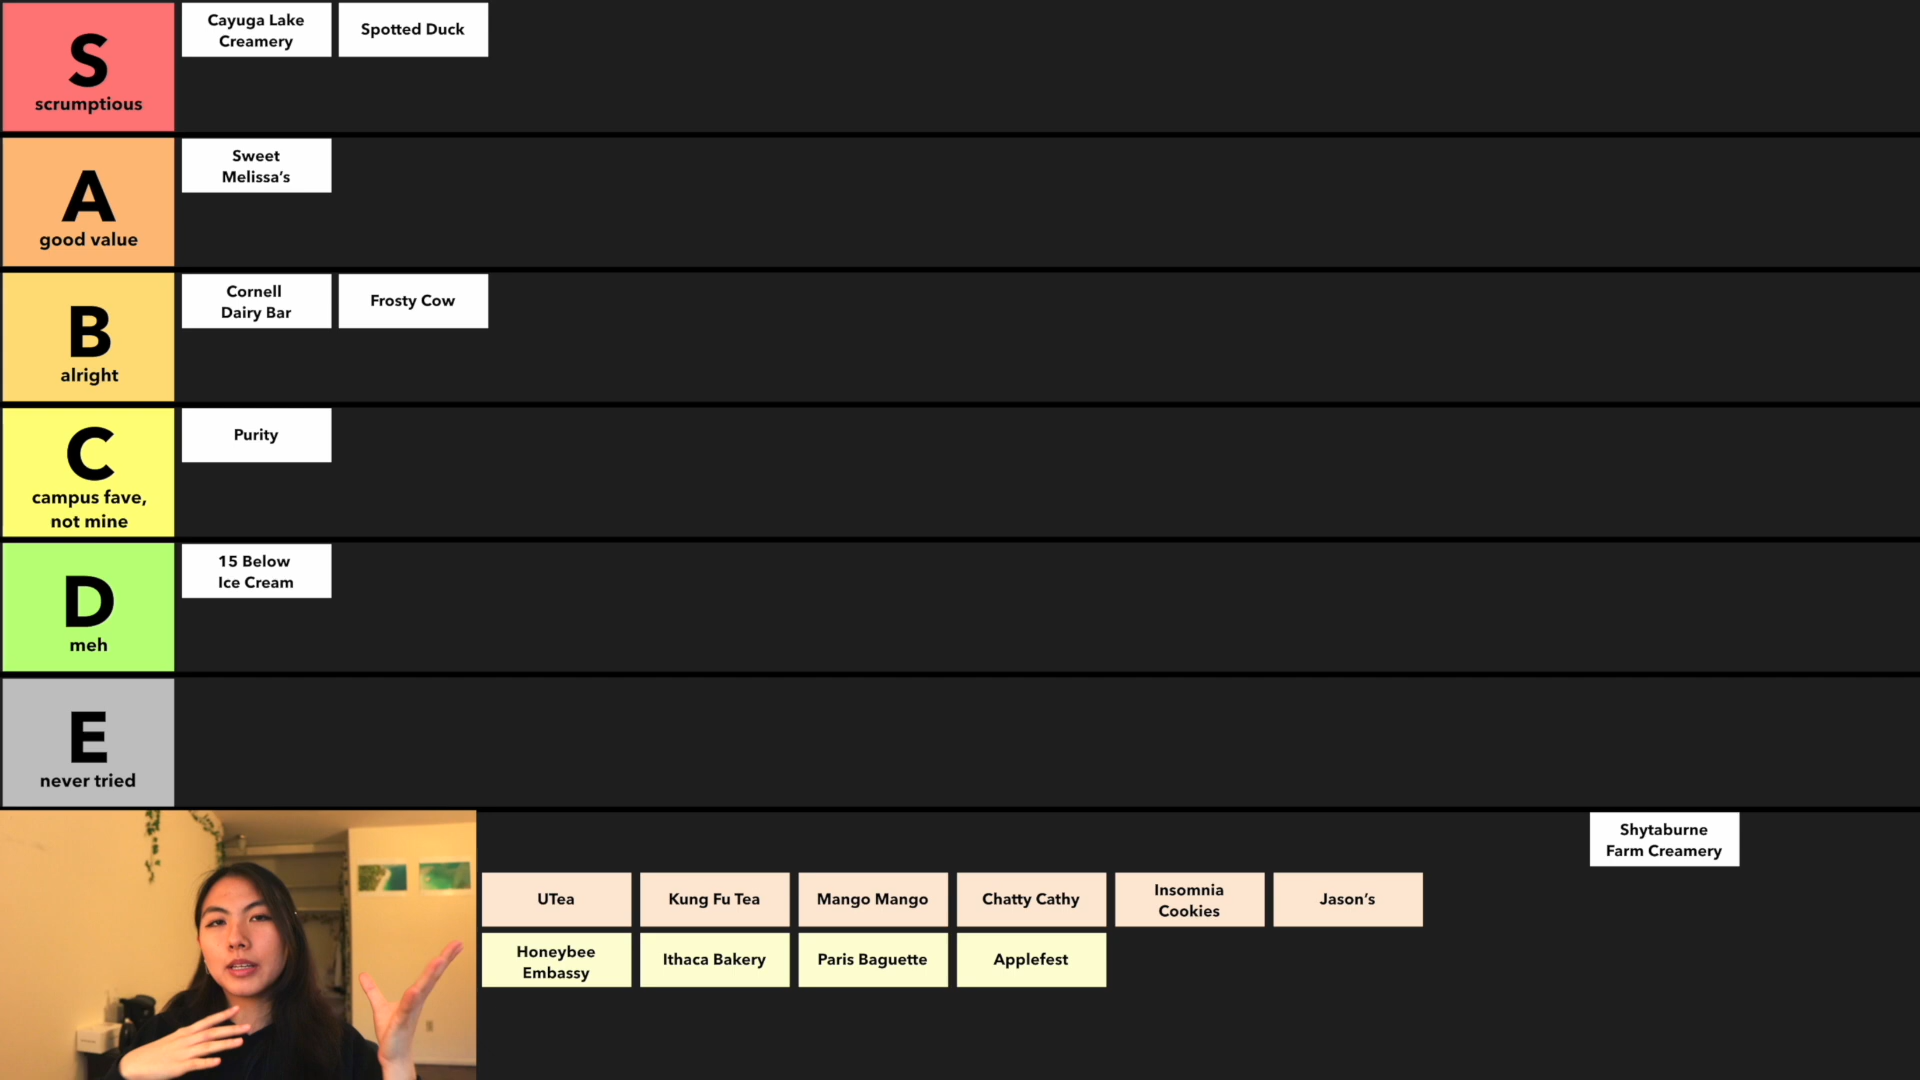 S
scrumptious
Cayuga Lake
Creamery
Spotted Duck
A
good value
Sweet
Melissa’s
B
alright
Cornell
Dairy Bar
Frosty Cow
C
campus fave,
not mine
Purity
D
meh
15 Below
Ice Cream
E
never tried
Shytaburne
Farm Creamery
UTea
Kung Fu Tea
Mango Mango
Chatty Cathy
Insomnia
Cookies
Jason’s
Honeybee
Embassy
Ithaca Bakery
Paris Baguette
Applefest